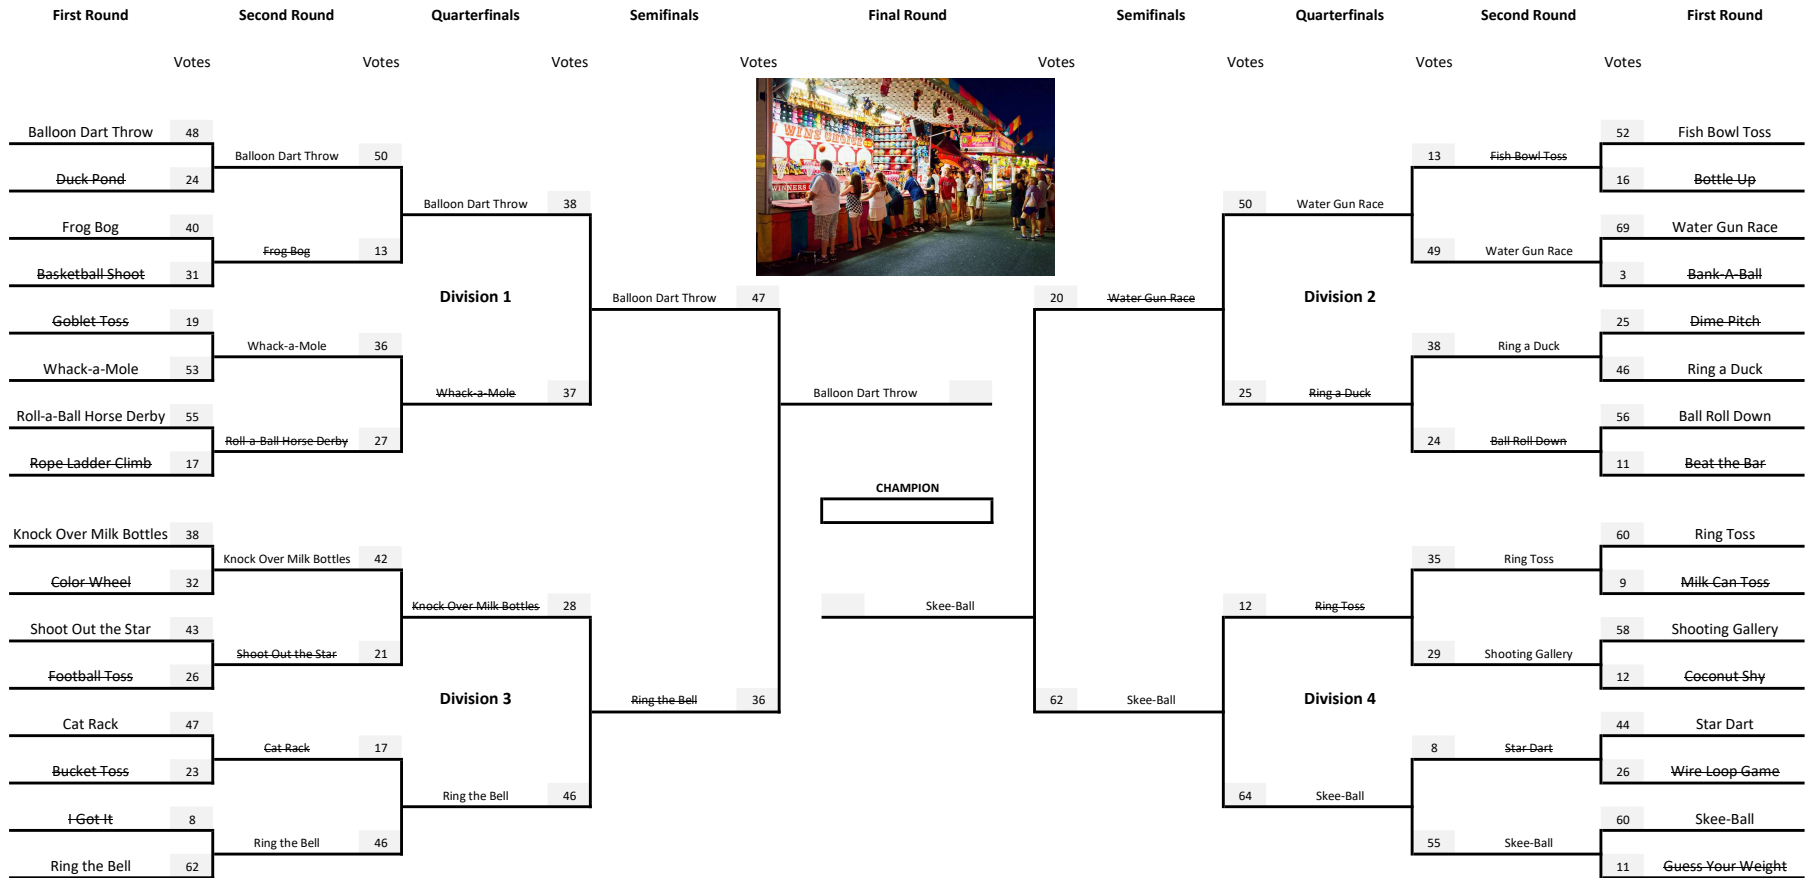 First Round Second Round Quarterfinals Semifinals Final Round Semifinals Quarterfinals Second Round First Round
Votes Votes Votes Votes Votes Votes Votes Votes
WINS CHOICE
WINNERS
Balloon Dart Throw 48
Balloon Dart Throw 50
Duck Pond 24
Balloon Dart Throw 38
Frog Bog 40
Frog Bog 13
Basketball Shoot 31
Division 1
Balloon Dart Throw 47
Goblet Toss 19
Whack-a-Mole 36
Whack-a-Mole 53
Whack-a-Mole 37
Roll-a-Ball Horse Derby 55
Roll-a-Ball Horse Derby 27
Rope Ladder Climb 17
Knock Over Milk Bottles 38
Knock Over Milk Bottles 42
Color Wheel 32
Knock Over Milk Bottles 28
Shoot Out the Star 43
Shoot Out the Star 21
Football Toss 26
Division 3
Ring the Bell 36
Cat Rack 47
Cat Rack 17
Bucket Toss 23
Ring the Bell 46
I Got It 8
Ring the Bell 46
Ring the Bell 62
Balloon Dart Throw
CHAMPION
Skee-Ball
52 Fish Bowl Toss
13 Fish Bowl Toss
16 Bottle Up
50 Water Gun Race
69 Water Gun Race
49 Water Gun Race
3 Bank-A-Ball
Division 2
20 Water Gun Race
25 Dime Pitch
38 Ring a Duck
46 Ring a Duck
25 Ring a Duck
56 Ball Roll Down
24 Ball Roll Down
11 Beat the Bar
60 Ring Toss
35 Ring Toss
9 Milk Can Toss
12 Ring Toss
58 Shooting Gallery
29 Shooting Gallery
12 Coconut Shy
Division 4
62 Skee-Ball
44 Star Dart
8 Star Dart
26 Wire Loop Game
64 Skee-Ball
60 Skee-Ball
55 Skee-Ball
11 Guess Your Weight